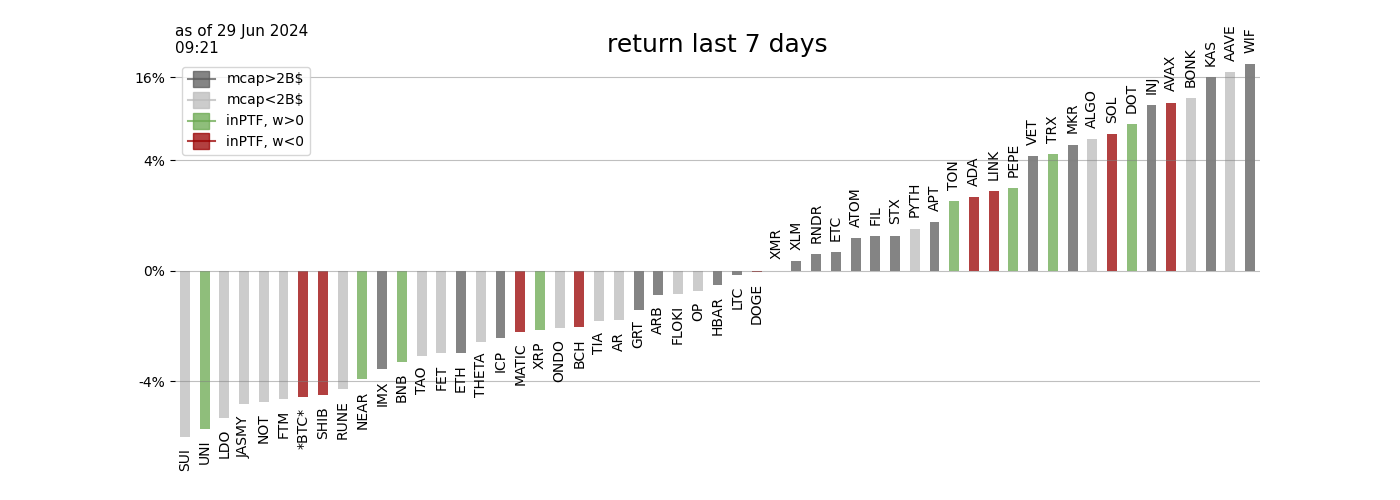 as of 29 Jun 2024
09:21
return last 7 days
mcap>2B$
mcap<2B$
inPTF, w>0
inPTF, w<0
16%
4%
0%
-4%
SUI
UNI
LDO
JASMY
NOT
FTM
*BTC*
SHIB
RUNE
NEAR
IMX
BNB
TAO
FET
ETH
THETA
ICP
MATIC
XRP
ONDO
BCH
TIA
AR
GRT
ARB
FLOKI
OP
HBAR
LTC
DOGE
XMR
XLM
RNDR
ETC
ATOM
FIL
STX
PYTH
APT
TON
ADA
LINK
PEPE
VET
TRX
MKR
ALGO
SOL
DOT
INJ
AVAX
BONK
KAS
AAVE
WIF